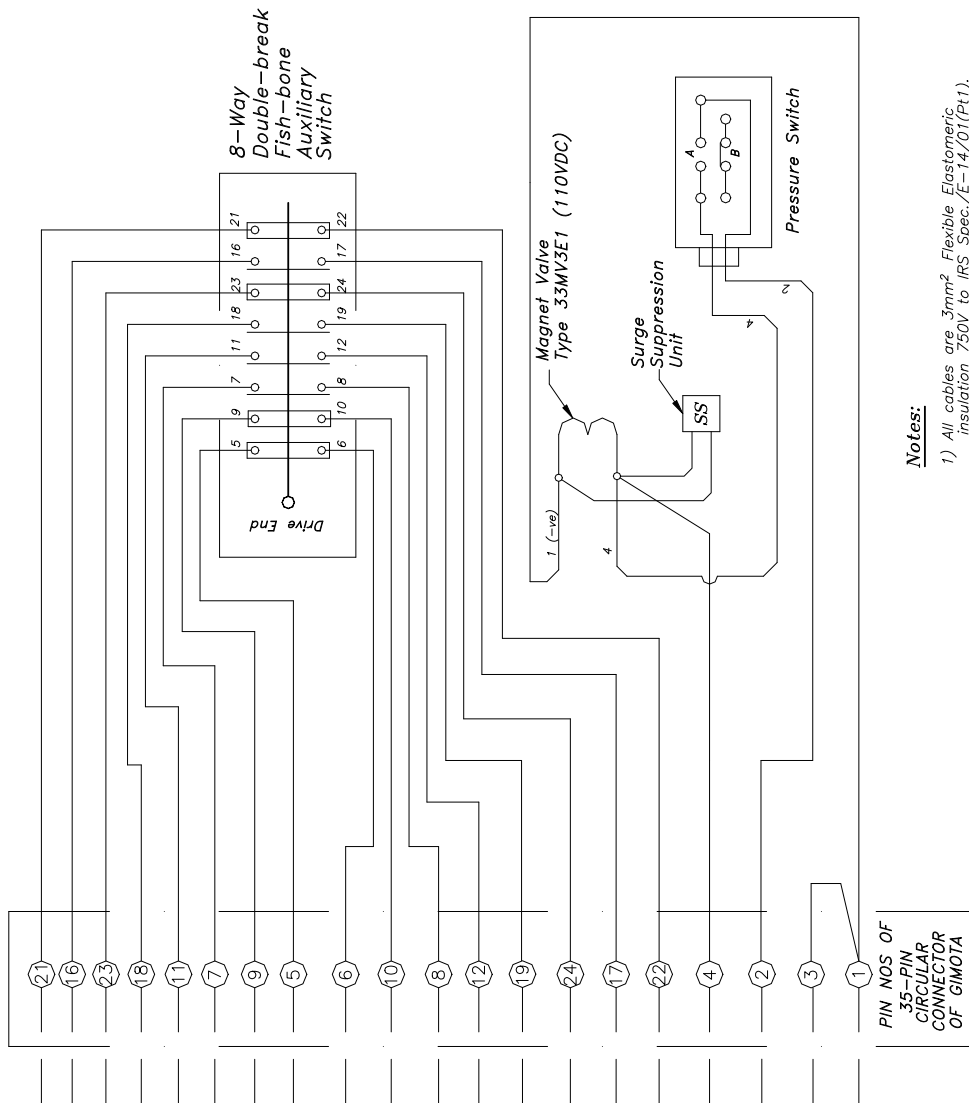 8-Way
Double-break
Fish-bone
Auxiliary
Switch
21
16
23
18
11
7
9
5
22
17
24
19
12
8
10
6
Drive End
Magnet Valve
Type 33MV3E1 (110VDC)
Surge
Suppression
Unit
SS
1 (-ve)
4
A
B
Pressure Switch
2
4
21
16
23
18
11
7
9
5
6
10
8
12
19
24
17
22
4
2
3
1
PIN NOS OF
35-PIN
CIRCULAR
CONNECTOR
OF GIMOTA
Notes:
1) All cables are 3mm² Flexible Elastomeric
insulation 750V to IRS Spec./E-14/01(Pt1).